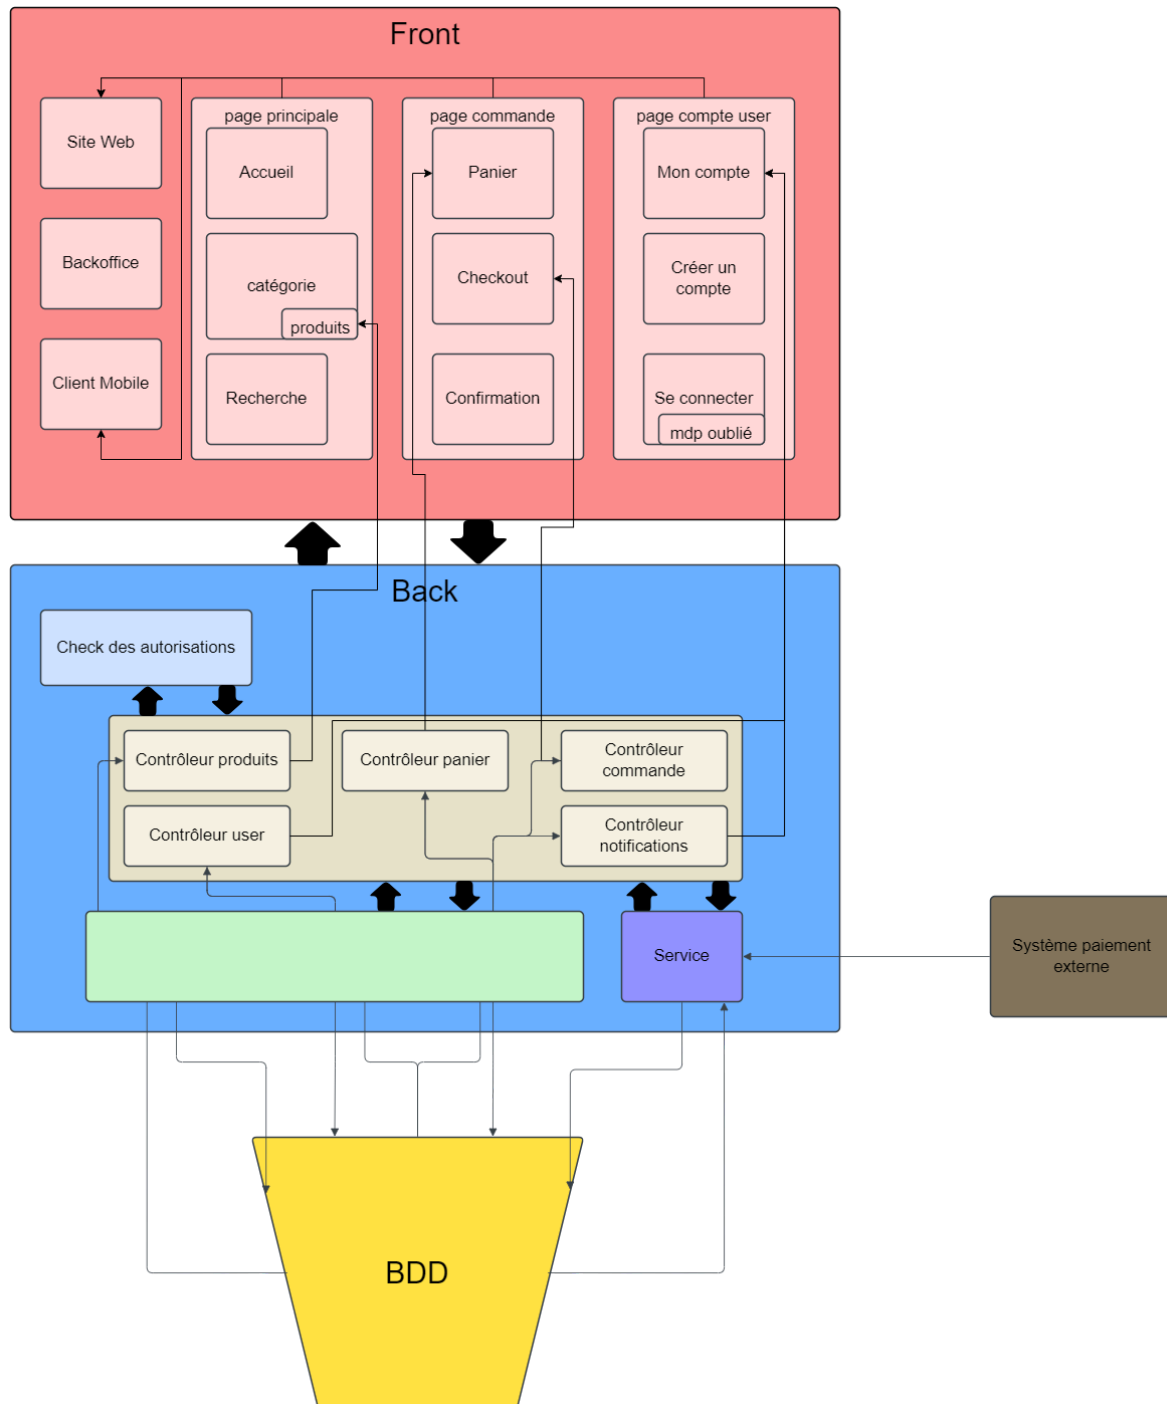 Front
Site Web
Backoffice
Client Mobile
page principale
Accueil
catégorie
produits
Recherche
page commande
Panier
Checkout
Confirmation
page compte user
Mon compte
Créer un
compte
Se connecter
mdp oublié
Back
Check des autorisations
Contrôleur produits
Contrôleur panier
Contrôleur
commande
Contrôleur user
Contrôleur
notifications
Service
Système paiement
externe
BDD